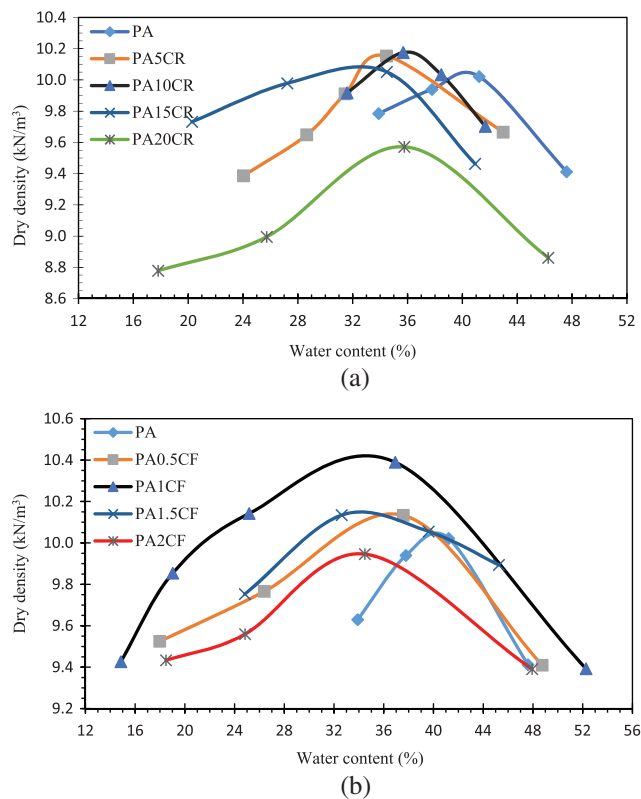 10.4
10.2
10.0
9.8
9.6
9.4
9.2
9.0
8.8
8.6
Dry density (kN/m³)
PA
PA5CR
PA10CR
PA15CR
PA20CR
12 16 20 24 28 32 36 40 44 48 52
Water content (%)
(a)
10.6
10.4
10.2
10.0
9.8
9.6
9.4
9.2
Dry density (kN/m³)
PA
PA0.5CF
PA1CF
PA1.5CF
PA2CF
12 16 20 24 28 32 36 40 44 48 52 56
Water content (%)
(b)